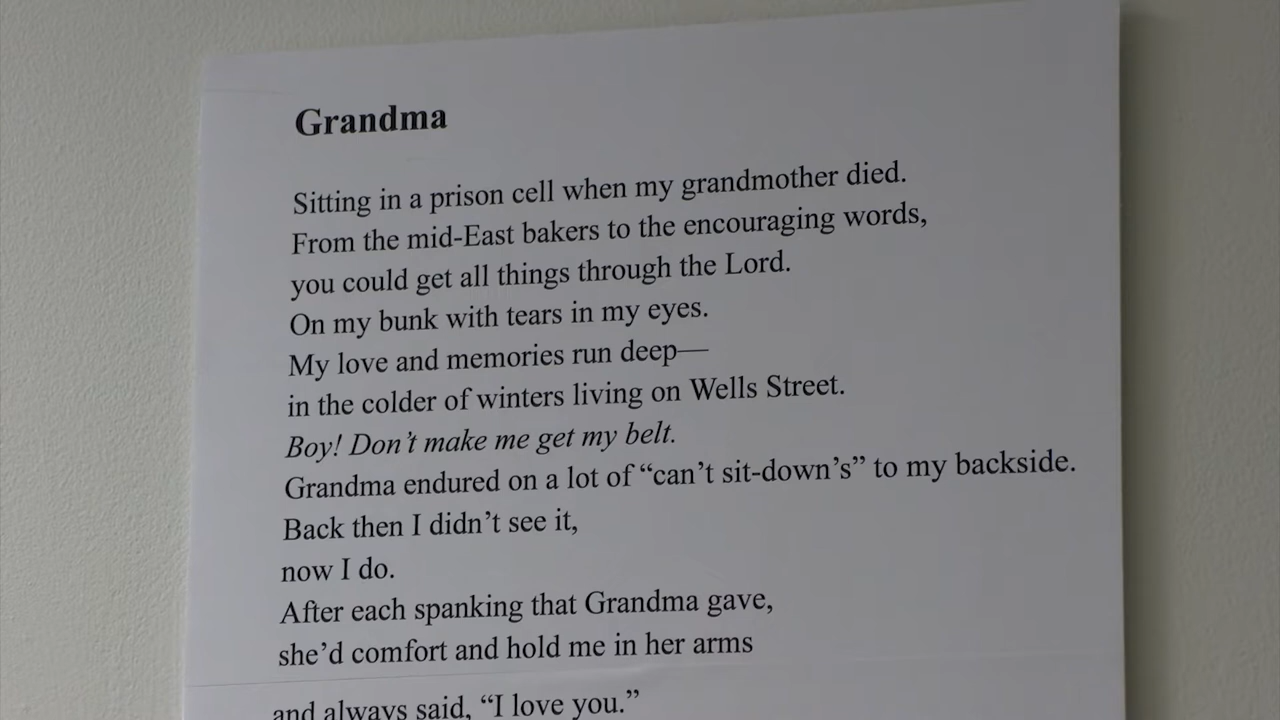 Grandma
Sitting in a prison cell when my grandmother died.
From the mid-East bakers to the encouraging words,
you could get all things through the Lord.
On my bunk with tears in my eyes.
My love and memories run deep—
in the colder of winters living on Wells Street.
Boy! Don’t make me get my belt.
Grandma endured on a lot of “can’t sit-down’s” to my backside.
Back then I didn’t see it,
now I do.
After each spanking that Grandma gave,
she’d comfort and hold me in her arms
and always said, “I love you.”